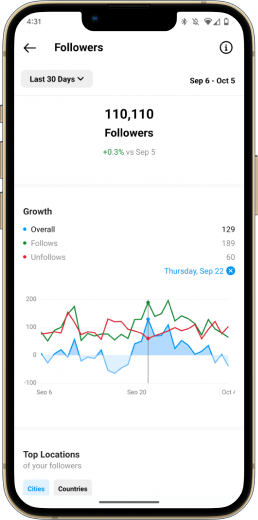 4:31
Followers
Last 30 Days
Sep 6 - Oct 5
110,110
Followers
+0.3% vs Sep 5
Growth
Overall 129
Follows 189
Unfollows 60
Thursday, Sep 22
200
100
0
-100
Sep 6 Sep 20 Oct 4
Top Locations
of your followers
Cities Countries